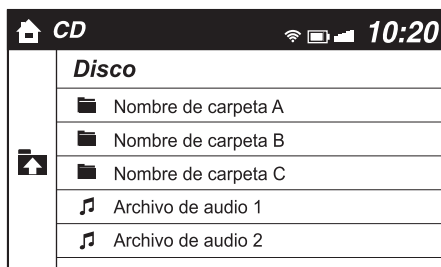 CD 10:20
Disco
Nombre de carpeta A
Nombre de carpeta B
Nombre de carpeta C
Archivo de audio 1
Archivo de audio 2